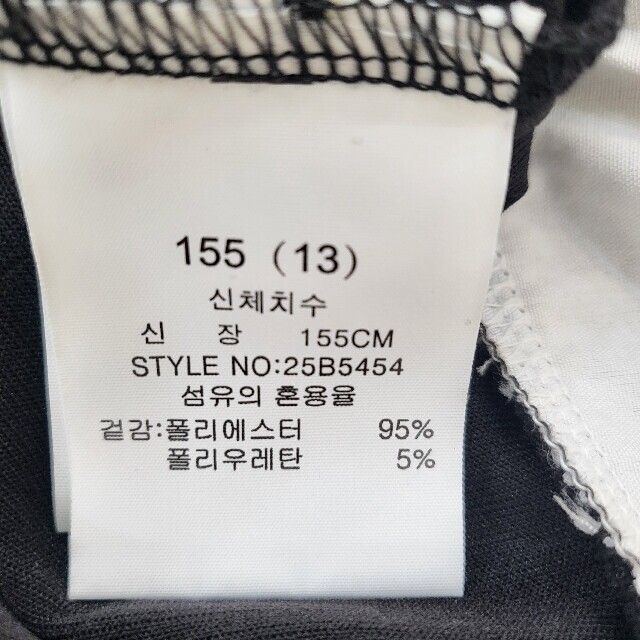 155 (13)
신체치수
신 장 155CM
STYLE NO:25B5454
섬유의 혼용율
겉감:폴리에스터 95%
폴리우레탄 5%